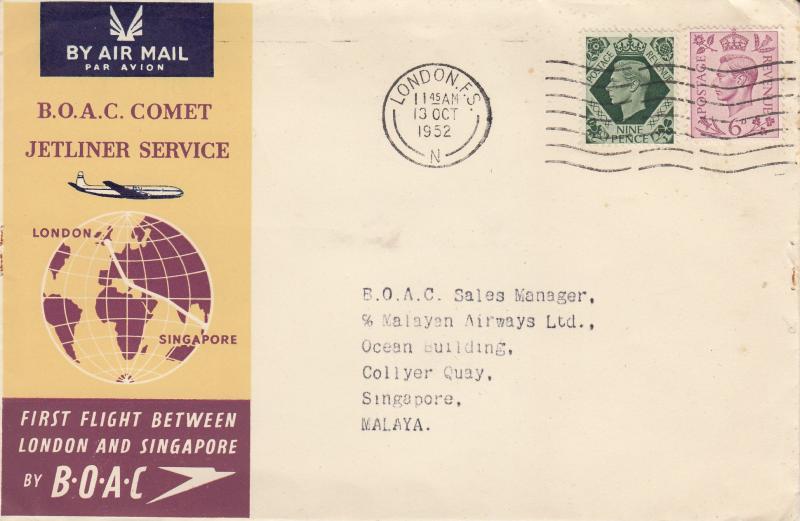 BY AIR MAIL
PAR AVION
B.O.A.C. COMET
JETLINER SERVICE
LONDON
SINGAPORE
FIRST FLIGHT BETWEEN
LONDON AND SINGAPORE
BY B·O·A·C
LONDON. F.S.
11 45 AM
13 OCT
1952
N
POSTAGE REVENUE
NINE
PENCE
POSTAGE REVENUE
6D
B.O.A.C. Sales Manager,
% Malayan Airways Ltd.,
Ocean Building,
Collyer Quay,
Singapore,
MALAYA.